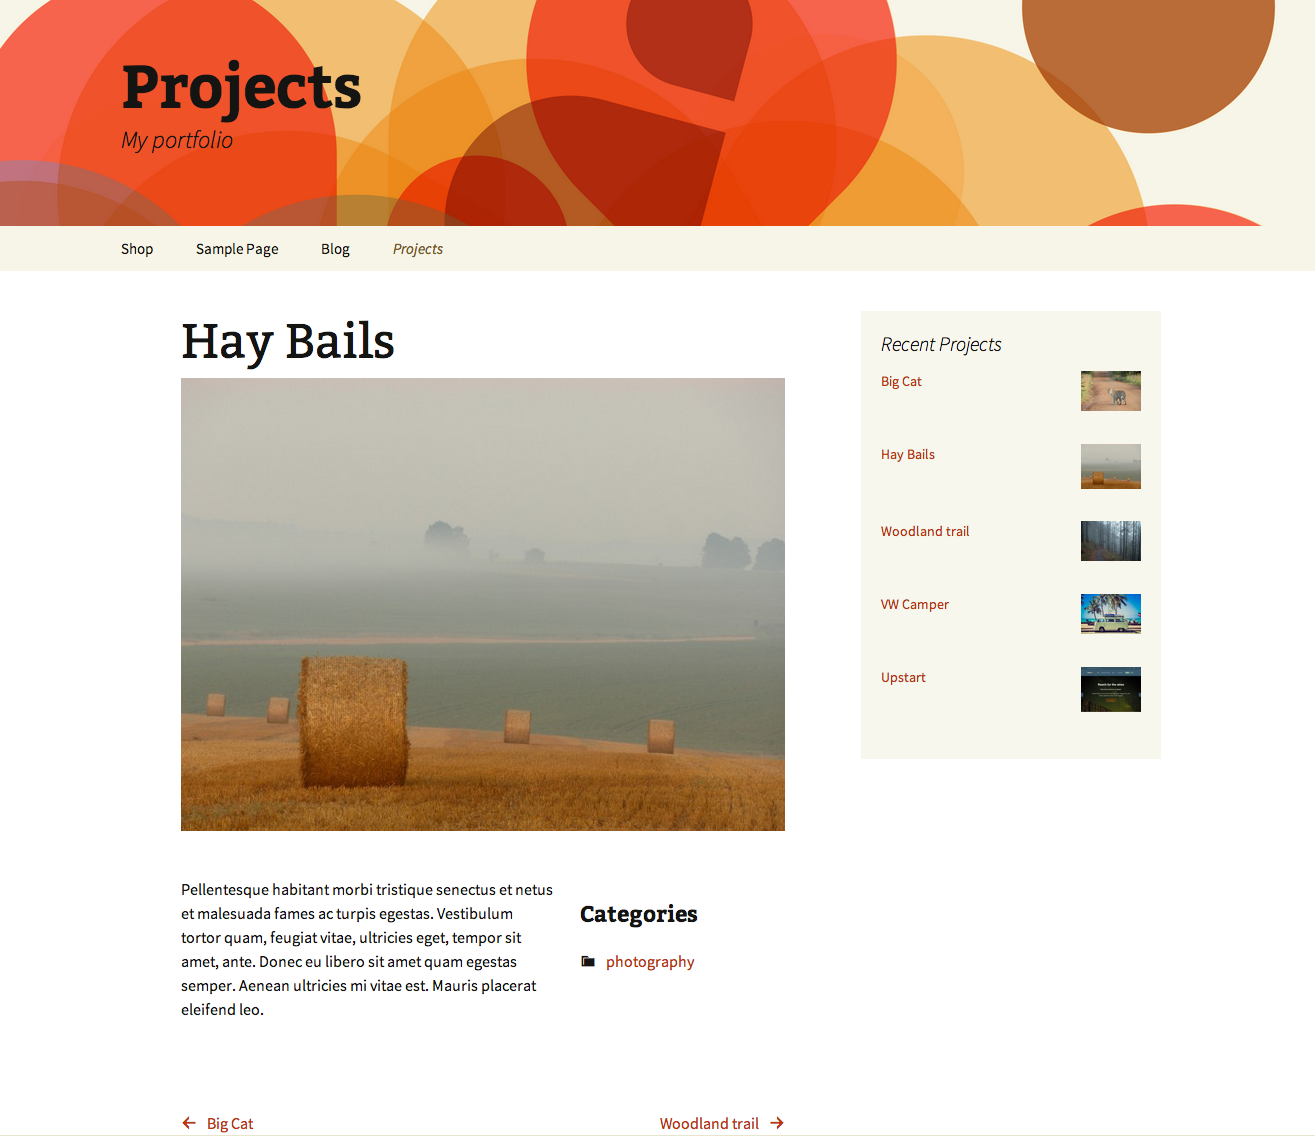 Projects
My portfolio
Shop Sample Page Blog Projects
Hay Bails
Pellentesque habitant morbi tristique senectus et netus
et malesuada fames ac turpis egestas. Vestibulum
tortor quam, feugiat vitae, ultricies eget, tempor sit
amet, ante. Donec eu libero sit amet quam egestas
semper. Aenean ultricies mi vitae est. Mauris placerat
eleifend leo.
Categories
photography
← Big Cat
Woodland trail →
Recent Projects
Big Cat
Hay Bails
Woodland trail
VW Camper
Upstart